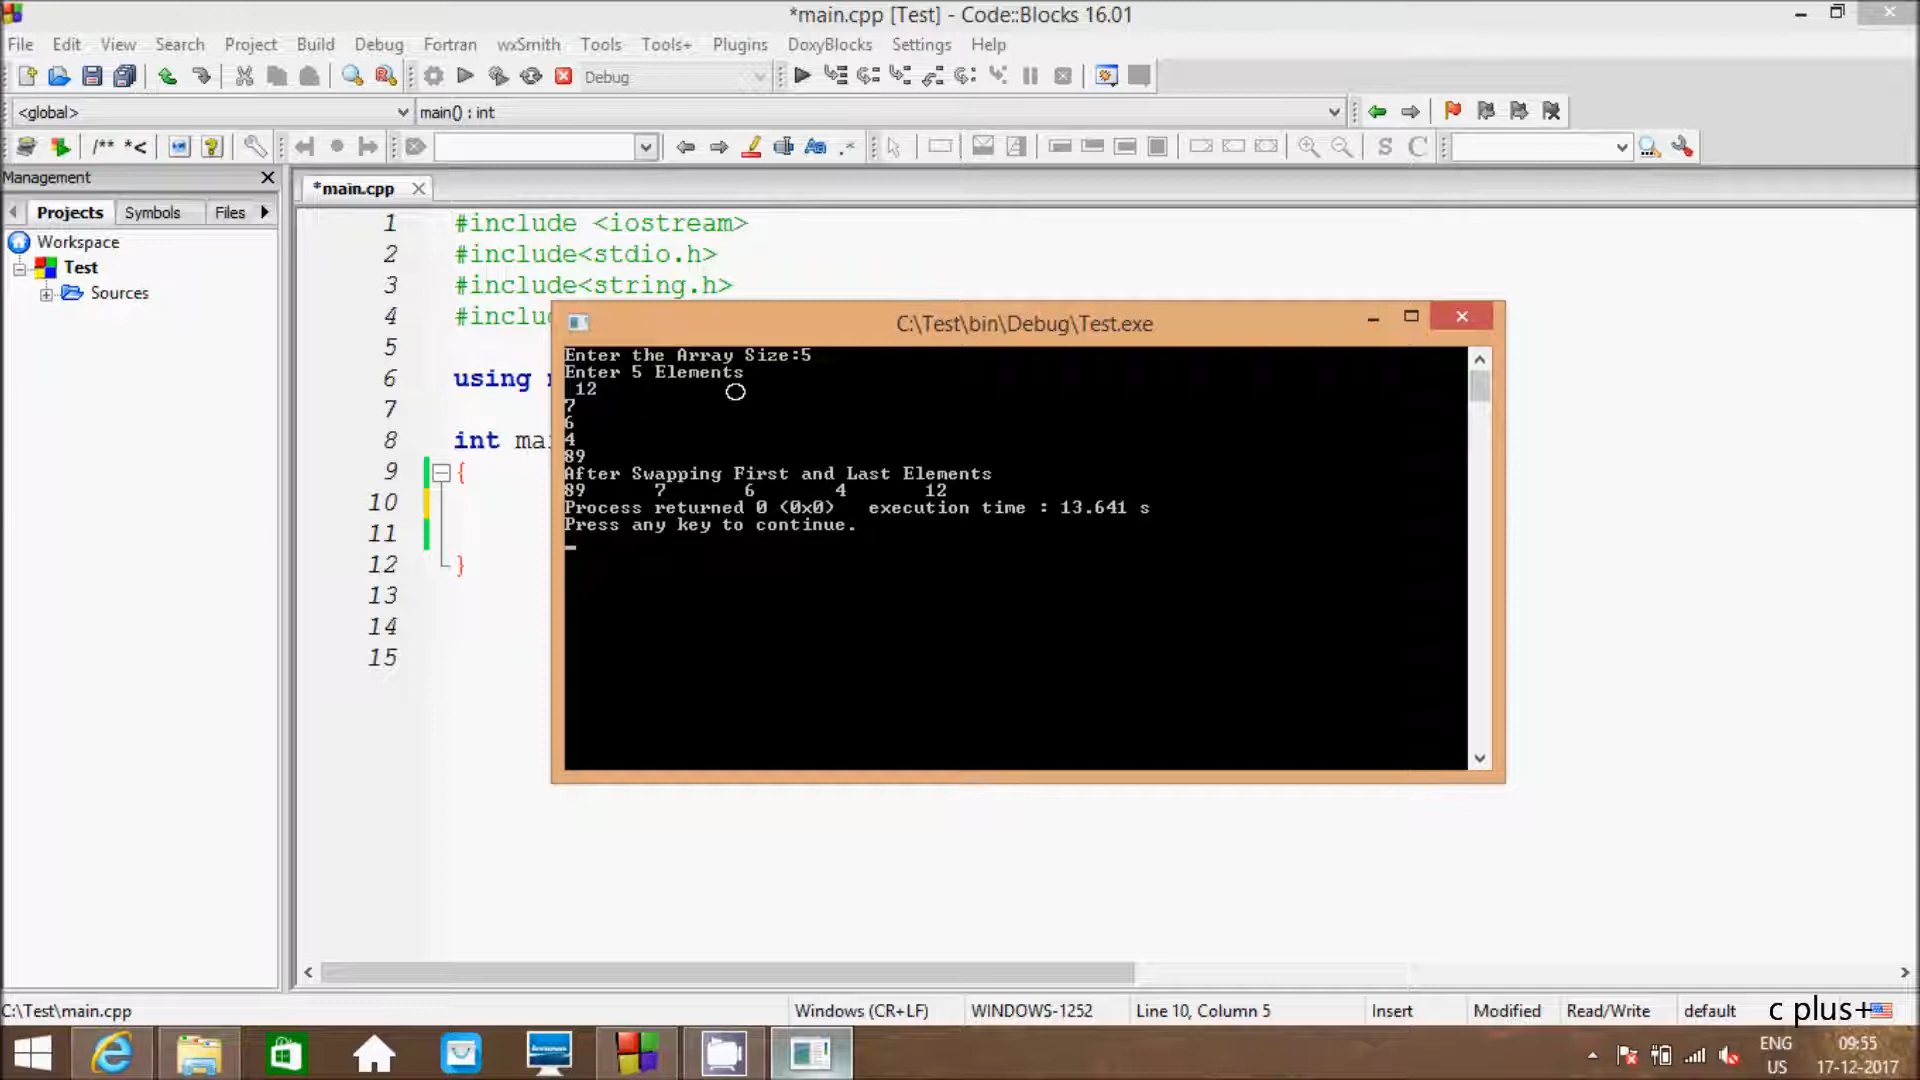 *main.cpp [Test] - Code::Blocks 16.01
File Edit View Search Project Build Debug Fortran wxSmith Tools Tools+ Plugins DoxyBlocks Settings Help
Debug
<global> main() : int
/** *<
S C
Management
*main.cpp
Projects Symbols Files
Workspace
Test
Sources
1 #include <iostream>
2 #include<stdio.h>
3 #include<string.h>
4 #inclu
5
6 using
7
8 int mai
9 {
10
11
12 }
13
14
15
C:\Test\bin\Debug\Test.exe
Enter the Array Size:5
Enter 5 Elements
12
7
6
4
89
After Swapping First and Last Elements
89 7 6 4 12
Process returned 0 (0x0) execution time : 13.641 s
Press any key to continue.
C:\Test\main.cpp Windows (CR+LF) WINDOWS-1252 Line 10, Column 5 Insert Modified Read/Write default c plus+
ENG 09:55
US 17-12-2017